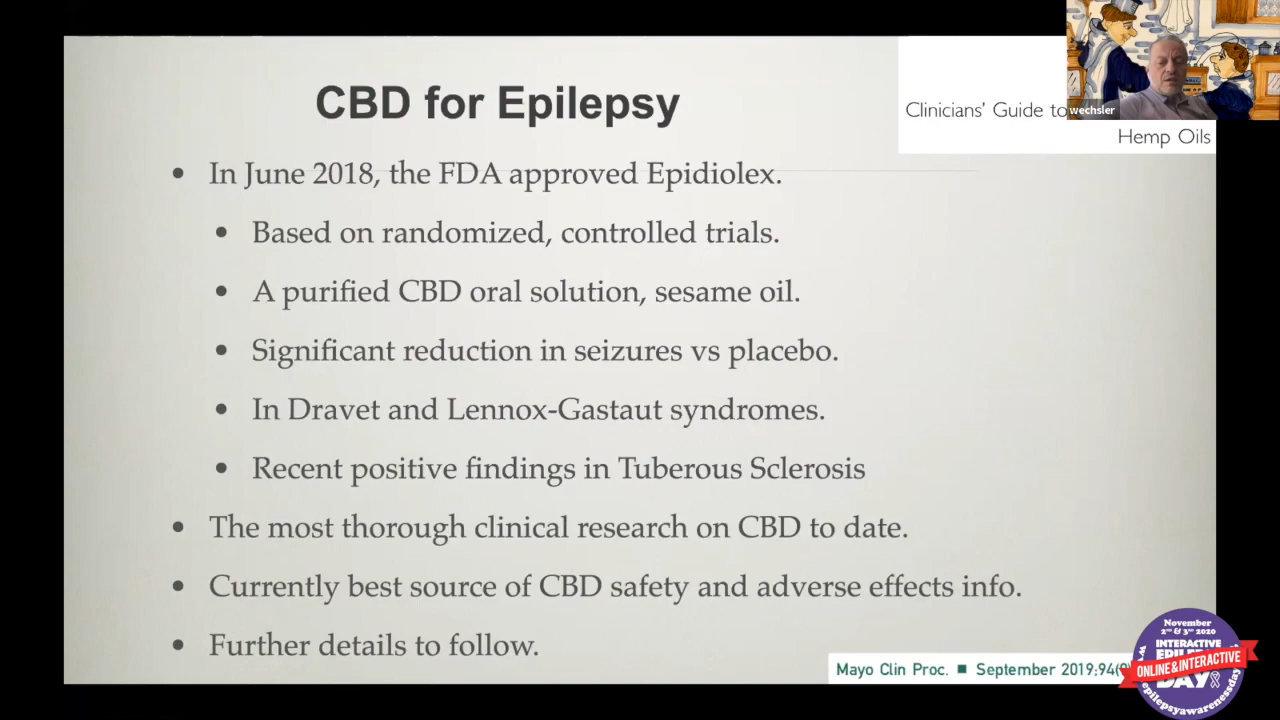 CBD for Epilepsy
Clinicians' Guide to
Hemp Oils
wechsler
• In June 2018, the FDA approved Epidiolex.
• Based on randomized, controlled trials.
• A purified CBD oral solution, sesame oil.
• Significant reduction in seizures vs placebo.
• In Dravet and Lennox-Gastaut syndromes.
• Recent positive findings in Tuberous Sclerosis
• The most thorough clinical research on CBD to date.
• Currently best source of CBD safety and adverse effects info.
• Further details to follow.
Mayo Clin Proc. ■ September 2019;94(9
November
2nd & 3rd 2020
INTERACTIVE
ONLINE & INTERACTIVE
DAY
epilepsyawarenessday